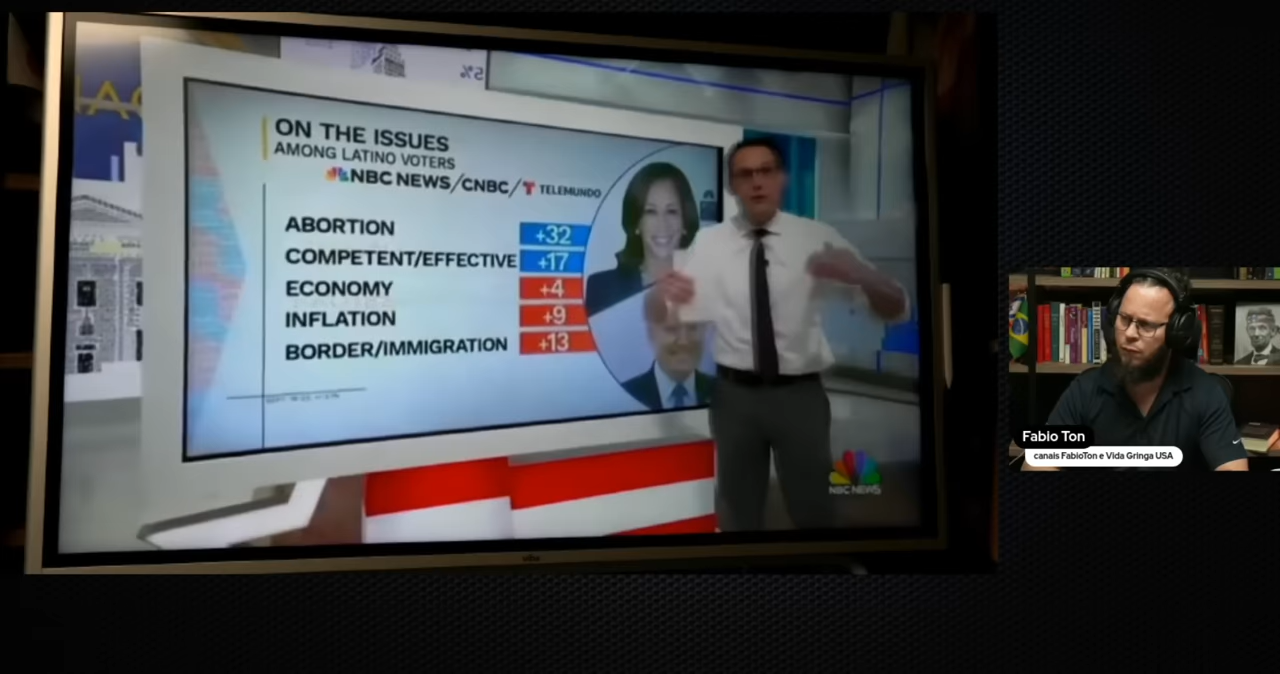 ON THE ISSUES
AMONG LATINO VOTERS
NBC NEWS/CNBC/TELEMUNDO
ABORTION +32
COMPETENT/EFFECTIVE +17
ECONOMY +4
INFLATION +9
BORDER/IMMIGRATION +13
NBC NEWS
Fabio Ton
canais FabioTon e Vida Gringa USA